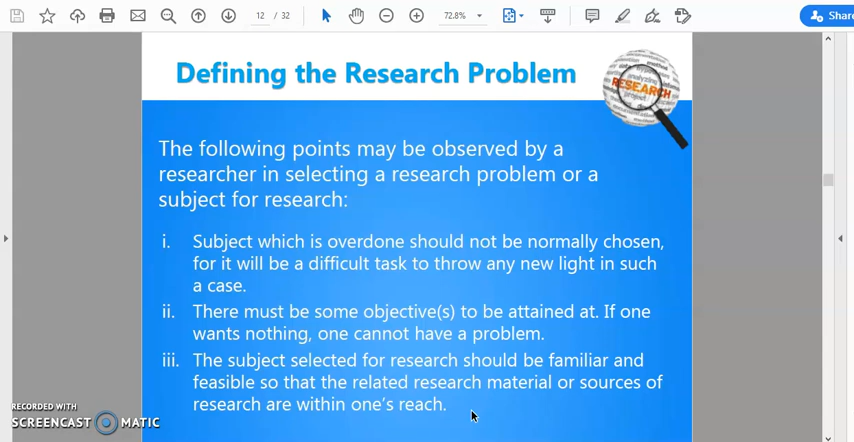 12 / 32
72.8%
Share
Defining the Research Problem
analyzing
RESEARCH
project
The following points may be observed by a
researcher in selecting a research problem or a
subject for research:
i. Subject which is overdone should not be normally chosen,
for it will be a difficult task to throw any new light in such
a case.
ii. There must be some objective(s) to be attained at. If one
wants nothing, one cannot have a problem.
iii. The subject selected for research should be familiar and
feasible so that the related research material or sources of
research are within one's reach.
RECORDED WITH
SCREENCAST MATIC